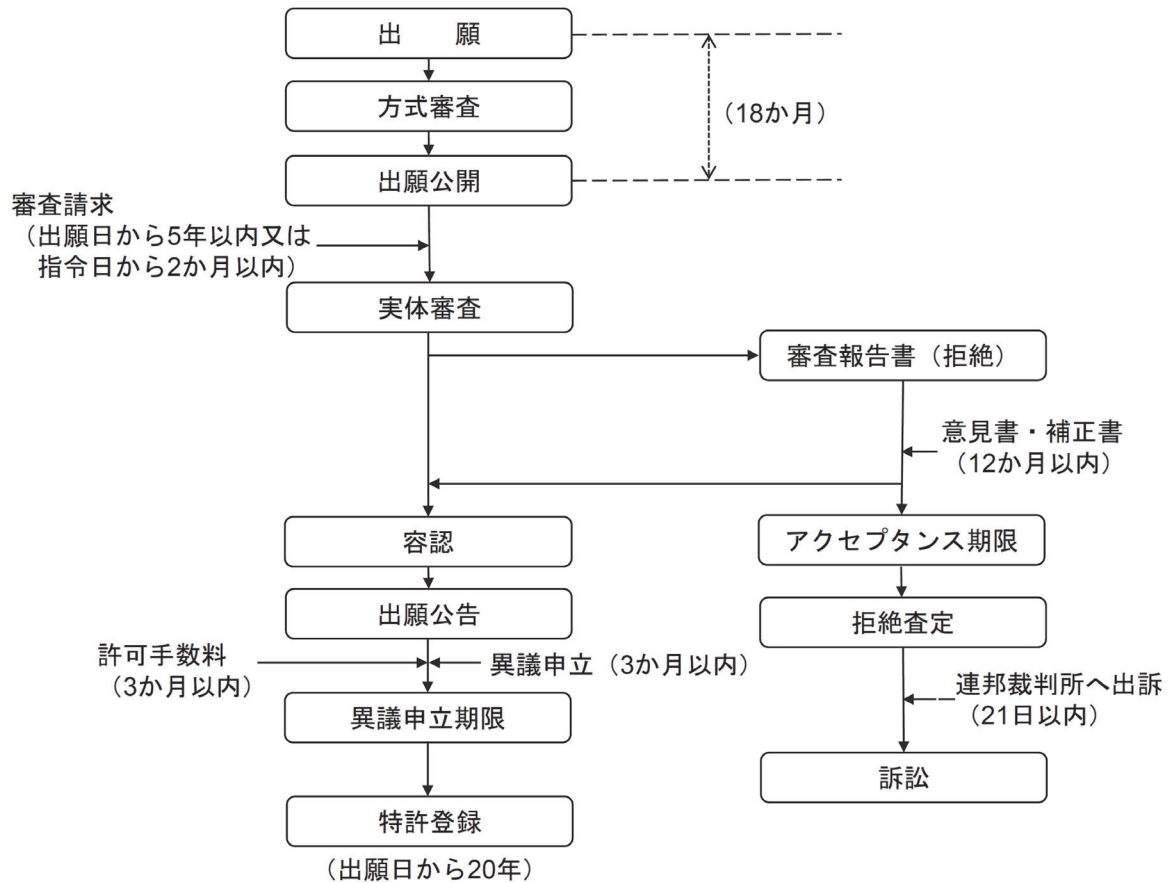 出　　願
方式審査
(18か月)
出願公開
審査請求
(出願日から5年以内又は
指令日から2か月以内)
実体審査
審査報告書（拒絶）
意見書・補正書
(12か月以内)
容認
アクセプタンス期限
出願公告
拒絶査定
許可手数料
(3か月以内)
異議申立（3か月以内）
異議申立期限
連邦裁判所へ出訴
(21日以内)
訴訟
特許登録
(出願日から20年)